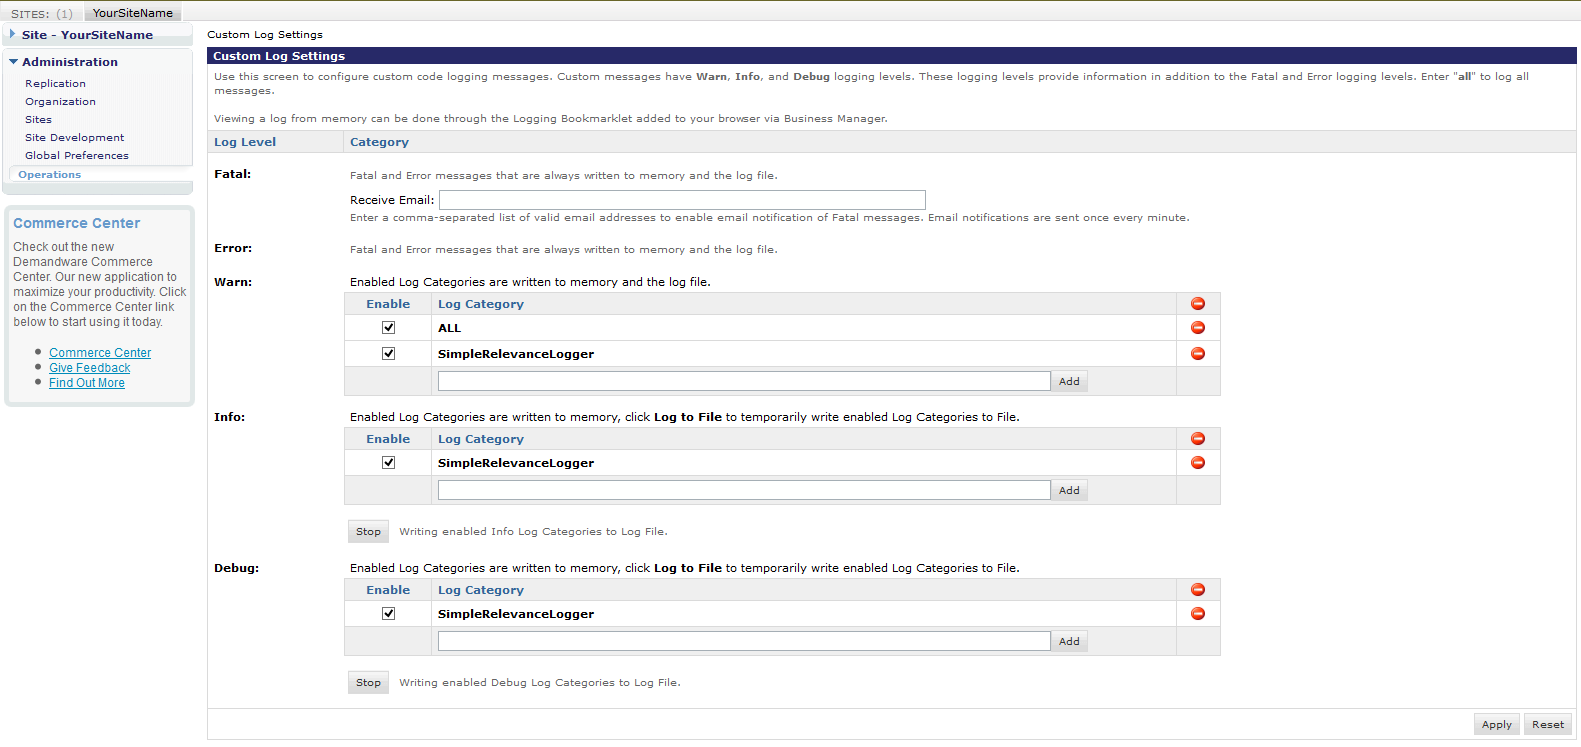 SITES: (1) YourSiteName
Site - YourSiteName
Administration
Replication
Organization
Sites
Site Development
Global Preferences
Operations
Commerce Center
Check out the new
Demandware Commerce
Center. Our new application to
maximize your productivity. Click
on the Commerce Center link
below to start using it today.
Commerce Center
Give Feedback
Find Out More
Custom Log Settings
Custom Log Settings
Use this screen to configure custom code logging messages. Custom messages have Warn, Info, and Debug logging levels. These logging levels provide information in addition to the Fatal and Error logging levels. Enter "all" to log all
messages.
Viewing a log from memory can be done through the Logging Bookmarklet added to your browser via Business Manager.
Log Level Category
Fatal: Fatal and Error messages that are always written to memory and the log file.
Receive Email:
Enter a comma-separated list of valid email addresses to enable email notification of Fatal messages. Email notifications are sent once every minute.
Error: Fatal and Error messages that are always written to memory and the log file.
Warn: Enabled Log Categories are written to memory and the log file.
Enable Log Category
ALL
SimpleRelevanceLogger
Add
Info: Enabled Log Categories are written to memory, click Log to File to temporarily write enabled Log Categories to File.
Enable Log Category
SimpleRelevanceLogger
Add
Stop Writing enabled Info Log Categories to Log File.
Debug: Enabled Log Categories are written to memory, click Log to File to temporarily write enabled Log Categories to File.
Enable Log Category
SimpleRelevanceLogger
Add
Stop Writing enabled Debug Log Categories to Log File.
Apply Reset